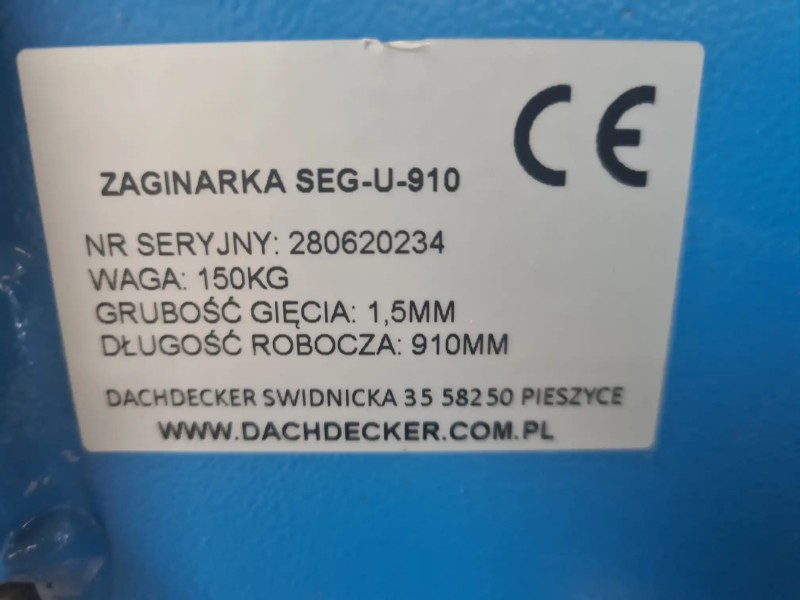 CE
ZAGINARKA SEG-U-910
NR SERYJNY: 280620234
WAGA: 150KG
GRUBOŚĆ GIĘCIA: 1,5MM
DŁUGOŚĆ ROBOCZA: 910MM
DACHDECKER SWIDNICKA 35 58250 PIESZYCE
WWW.DACHDECKER.COM.PL